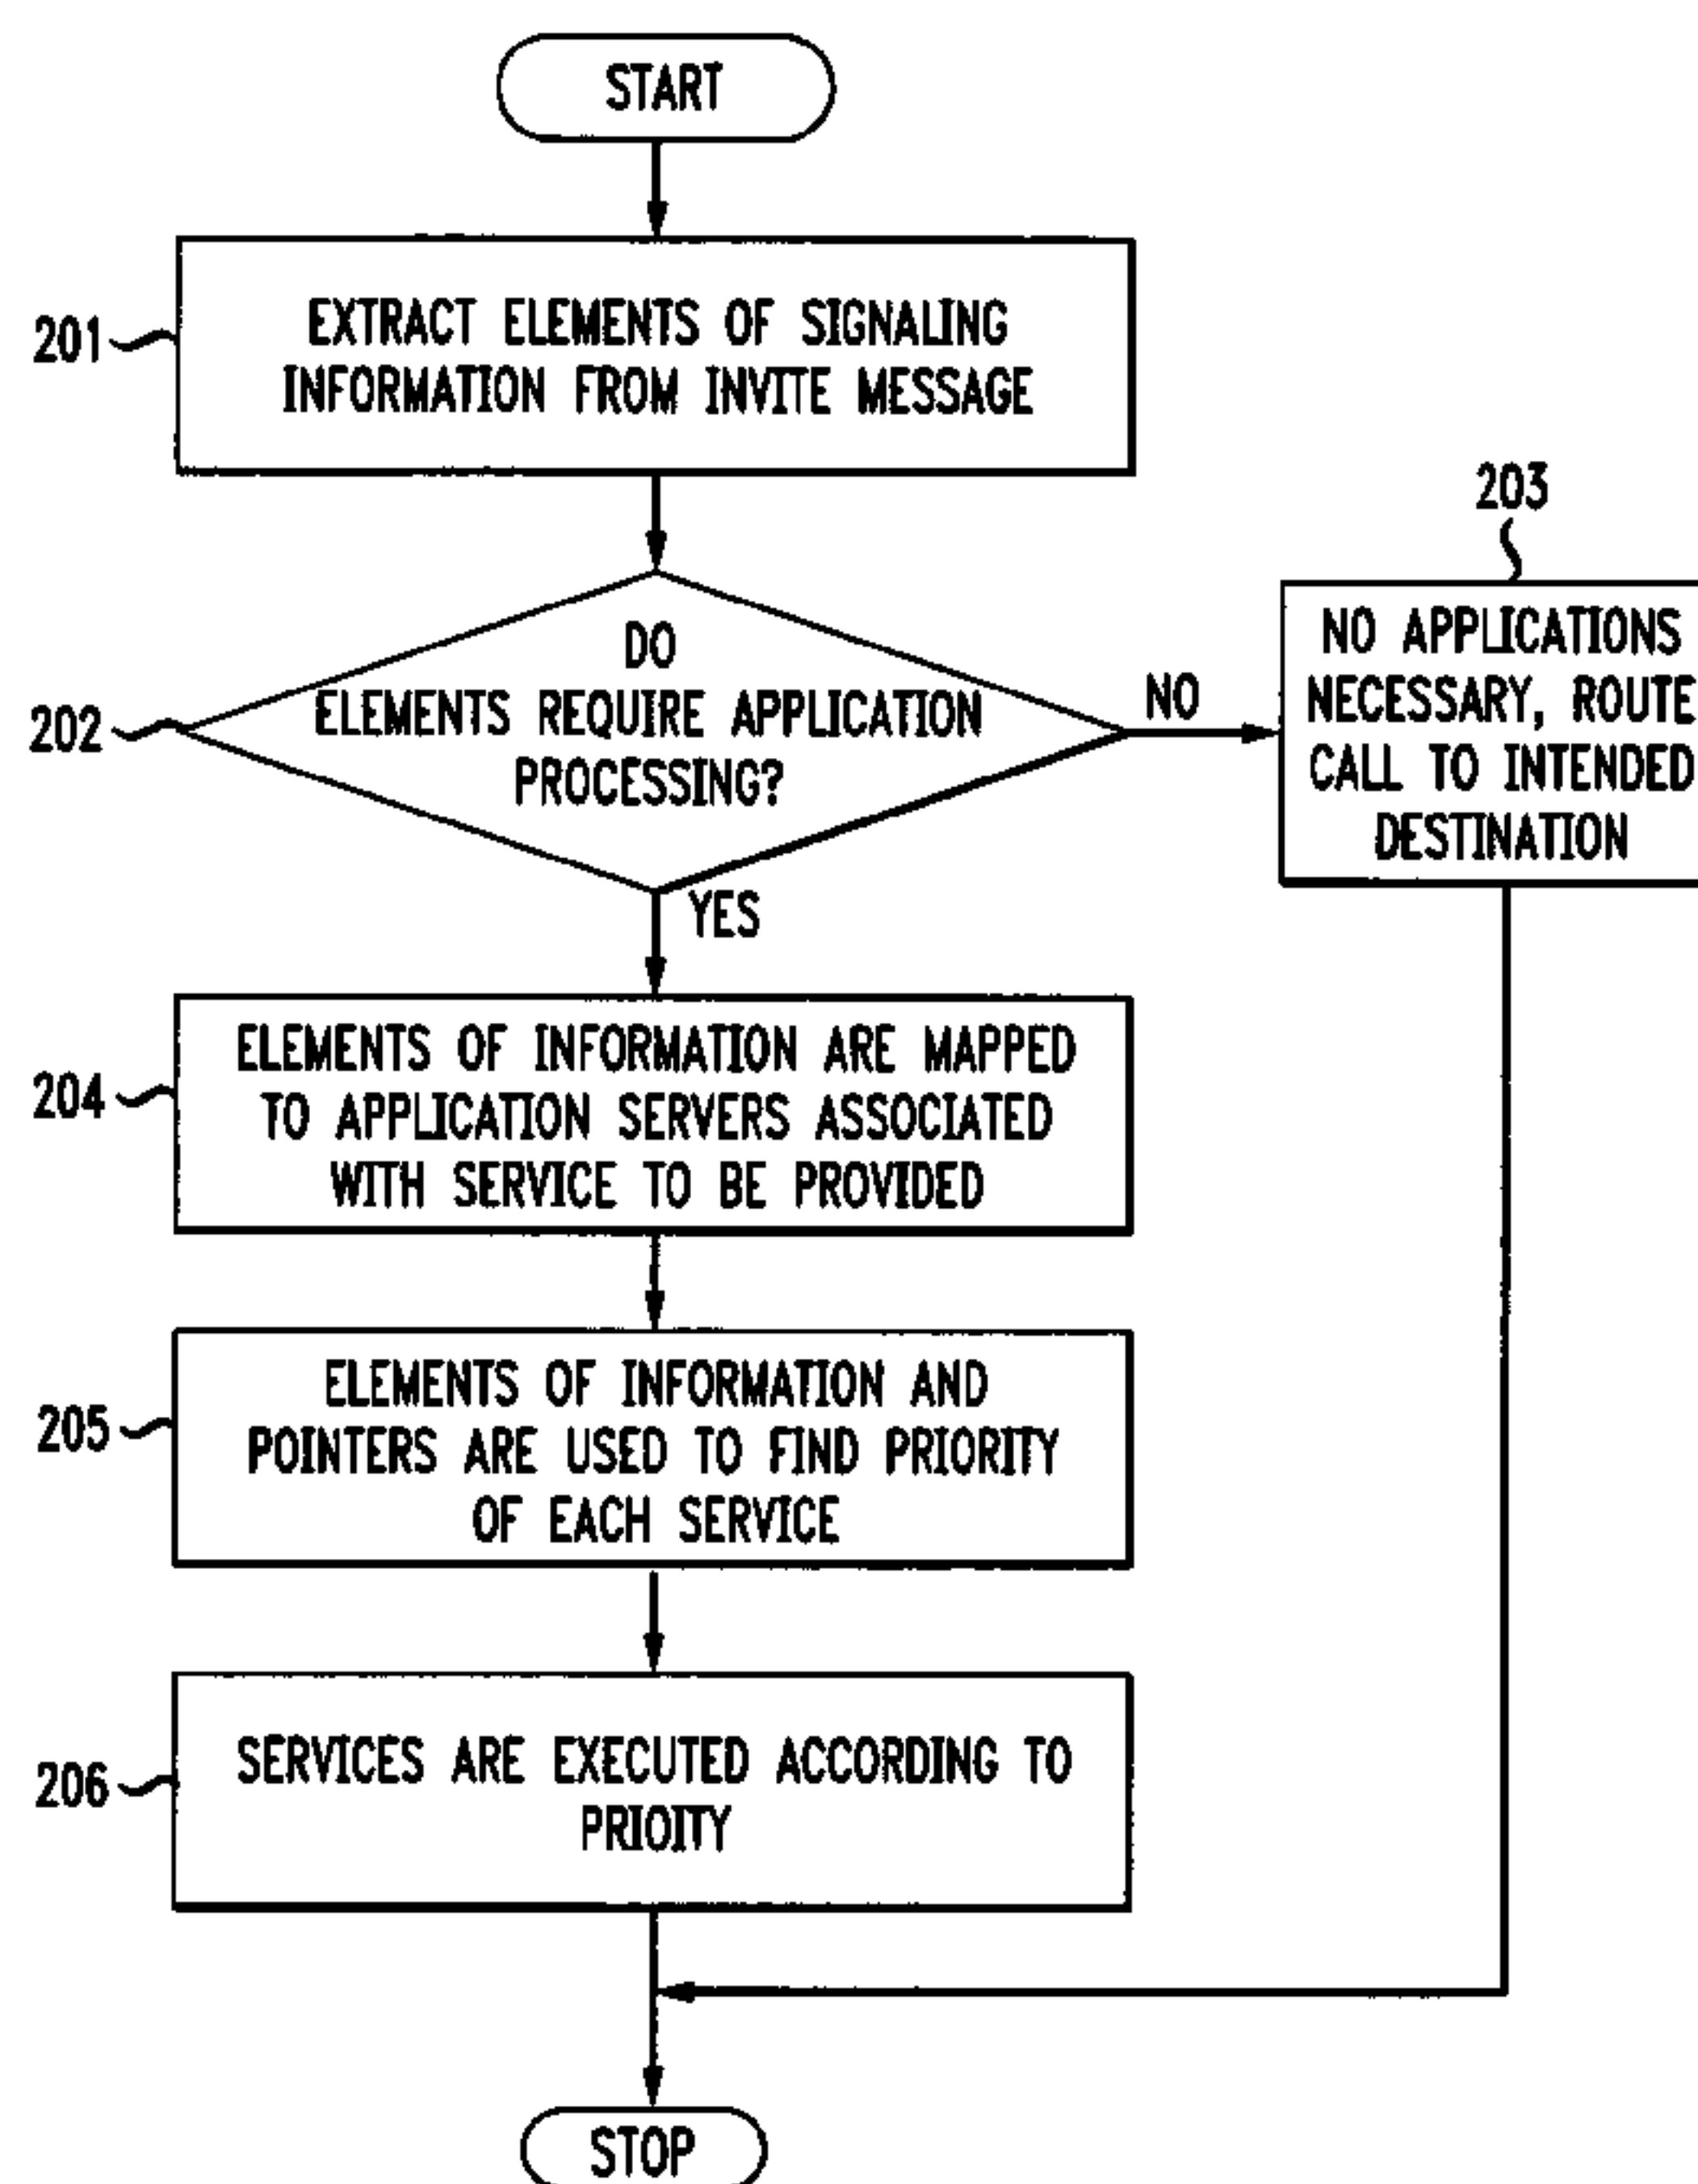 START
201
EXTRACT ELEMENTS OF SIGNALING
INFORMATION FROM INVITE MESSAGE
202
DO
ELEMENTS REQUIRE APPLICATION
PROCESSING?
NO
203
NO APPLICATIONS
NECESSARY, ROUTE
CALL TO INTENDED
DESTINATION
YES
204
ELEMENTS OF INFORMATION ARE MAPPED
TO APPLICATION SERVERS ASSOCIATED
WITH SERVICE TO BE PROVIDED
205
ELEMENTS OF INFORMATION AND
POINTERS ARE USED TO FIND PRIORITY
OF EACH SERVICE
206
SERVICES ARE EXECUTED ACCORDING TO
PRIOITY
STOP